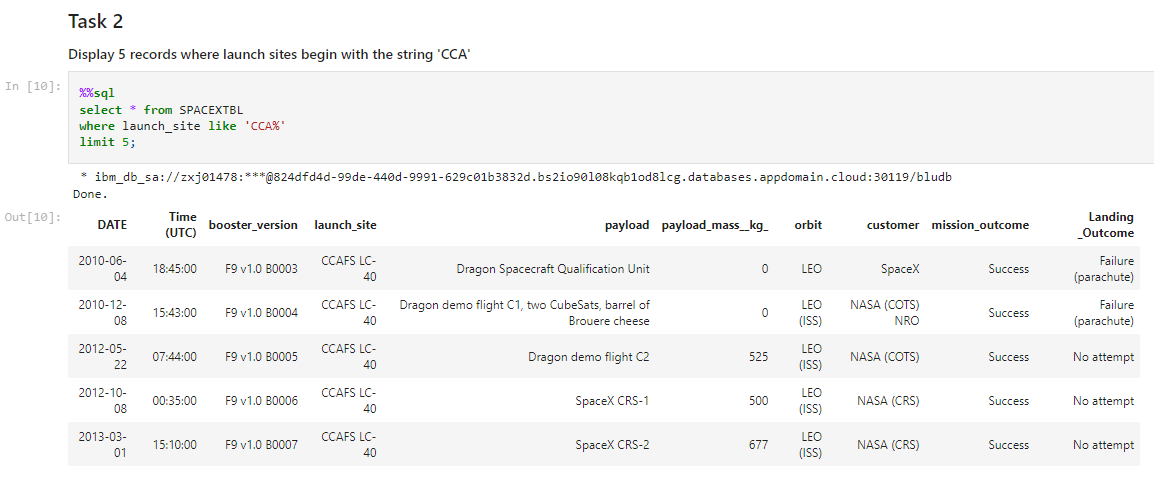 Task 2
Display 5 records where launch sites begin with the string 'CCA'
In [10]:
%%sql
select * from SPACEXTBL
where launch_site like 'CCA%'
limit 5;
* ibm_db_sa://zxj01478:***@824dfd4d-99de-440d-9991-629c01b3832d.bs2io90l08kqb1od8lcg.databases.appdomain.cloud:30119/bludb
Done.
Out[10]:
DATE Time (UTC) booster_version launch_site payload payload_mass__kg_ orbit customer mission_outcome Landing _Outcome
2010-06-04 18:45:00 F9 v1.0 B0003 CCAFS LC-40 Dragon Spacecraft Qualification Unit 0 LEO SpaceX Success Failure (parachute)
2010-12-08 15:43:00 F9 v1.0 B0004 CCAFS LC-40 Dragon demo flight C1, two CubeSats, barrel of Brouere cheese 0 LEO (ISS) NASA (COTS) NRO Success Failure (parachute)
2012-05-22 07:44:00 F9 v1.0 B0005 CCAFS LC-40 Dragon demo flight C2 525 LEO (ISS) NASA (COTS) Success No attempt
2012-10-08 00:35:00 F9 v1.0 B0006 CCAFS LC-40 SpaceX CRS-1 500 LEO (ISS) NASA (CRS) Success No attempt
2013-03-01 15:10:00 F9 v1.0 B0007 CCAFS LC-40 SpaceX CRS-2 677 LEO (ISS) NASA (CRS) Success No attempt